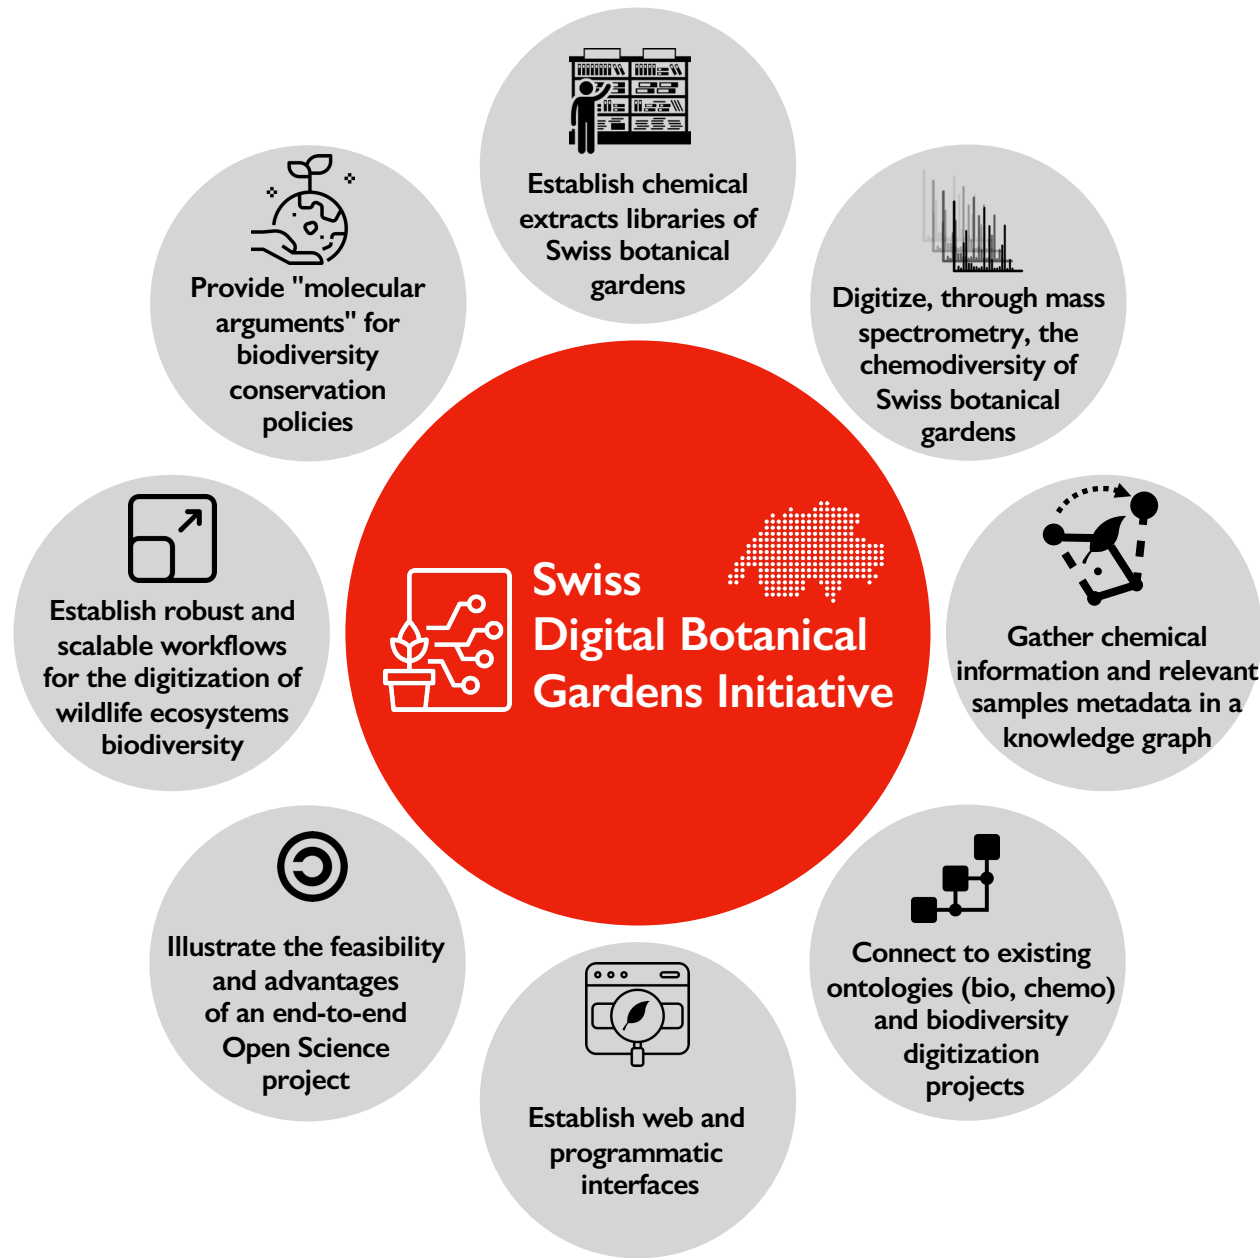 Establish chemical
extracts libraries of
Swiss botanical
gardens
Digitize, through mass
spectrometry, the
chemodiversity of
Swiss botanical
gardens
Gather chemical
information and relevant
samples metadata in a
knowledge graph
Connect to existing
ontologies (bio, chemo)
and biodiversity
digitization
projects
Establish web and
programmatic
interfaces
Illustrate the feasibility
and advantages
of an end-to-end
Open Science
project
Establish robust and
scalable workflows
for the digitization of
wildlife ecosystems
biodiversity
Provide "molecular
arguments" for
biodiversity
conservation
policies
Swiss
Digital Botanical
Gardens Initiative